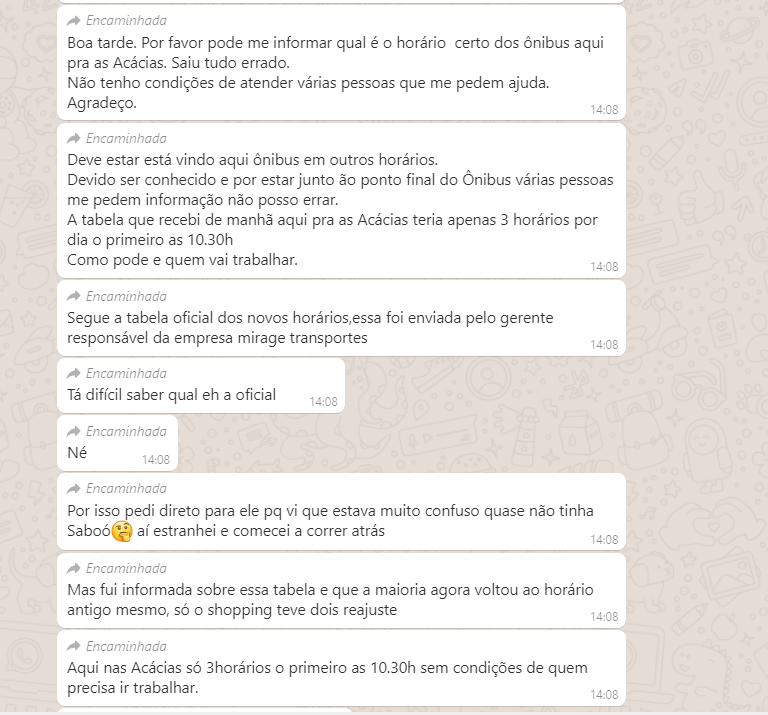 Encaminhada
Boa tarde. Por favor pode me informar qual é o horário  certo dos ônibus aqui
pra as Acácias. Saiu tudo errado.
Não tenho condições de atender várias pessoas que me pedem ajuda.
Agradeço.
14:08
Encaminhada
Deve estar está vindo aqui ônibus em outros horários.
Devido ser conhecido e por estar junto ão ponto final do Ônibus várias pessoas
me pedem informação não posso errar.
A tabela que recebi de manhã aqui pra as Acácias teria apenas 3 horários por
dia o primeiro as 10.30h
Como pode e quem vai trabalhar.
14:08
Encaminhada
Segue a tabela oficial dos novos horários,essa foi enviada pelo gerente
responsável da empresa mirage transportes
14:08
Encaminhada
Tá difícil saber qual eh a oficial
14:08
Encaminhada
Né
14:08
Encaminhada
Por isso pedi direto para ele pq vi que estava muito confuso quase não tinha
Saboó🤔 aí estranhei e comecei a correr atrás
14:08
Encaminhada
Mas fui informada sobre essa tabela e que a maioria agora voltou ao horário
antigo mesmo, só o shopping teve dois reajuste
14:08
Encaminhada
Aqui nas Acácias só 3horários o primeiro as 10.30h sem condições de quem
precisa ir trabalhar.
14:08